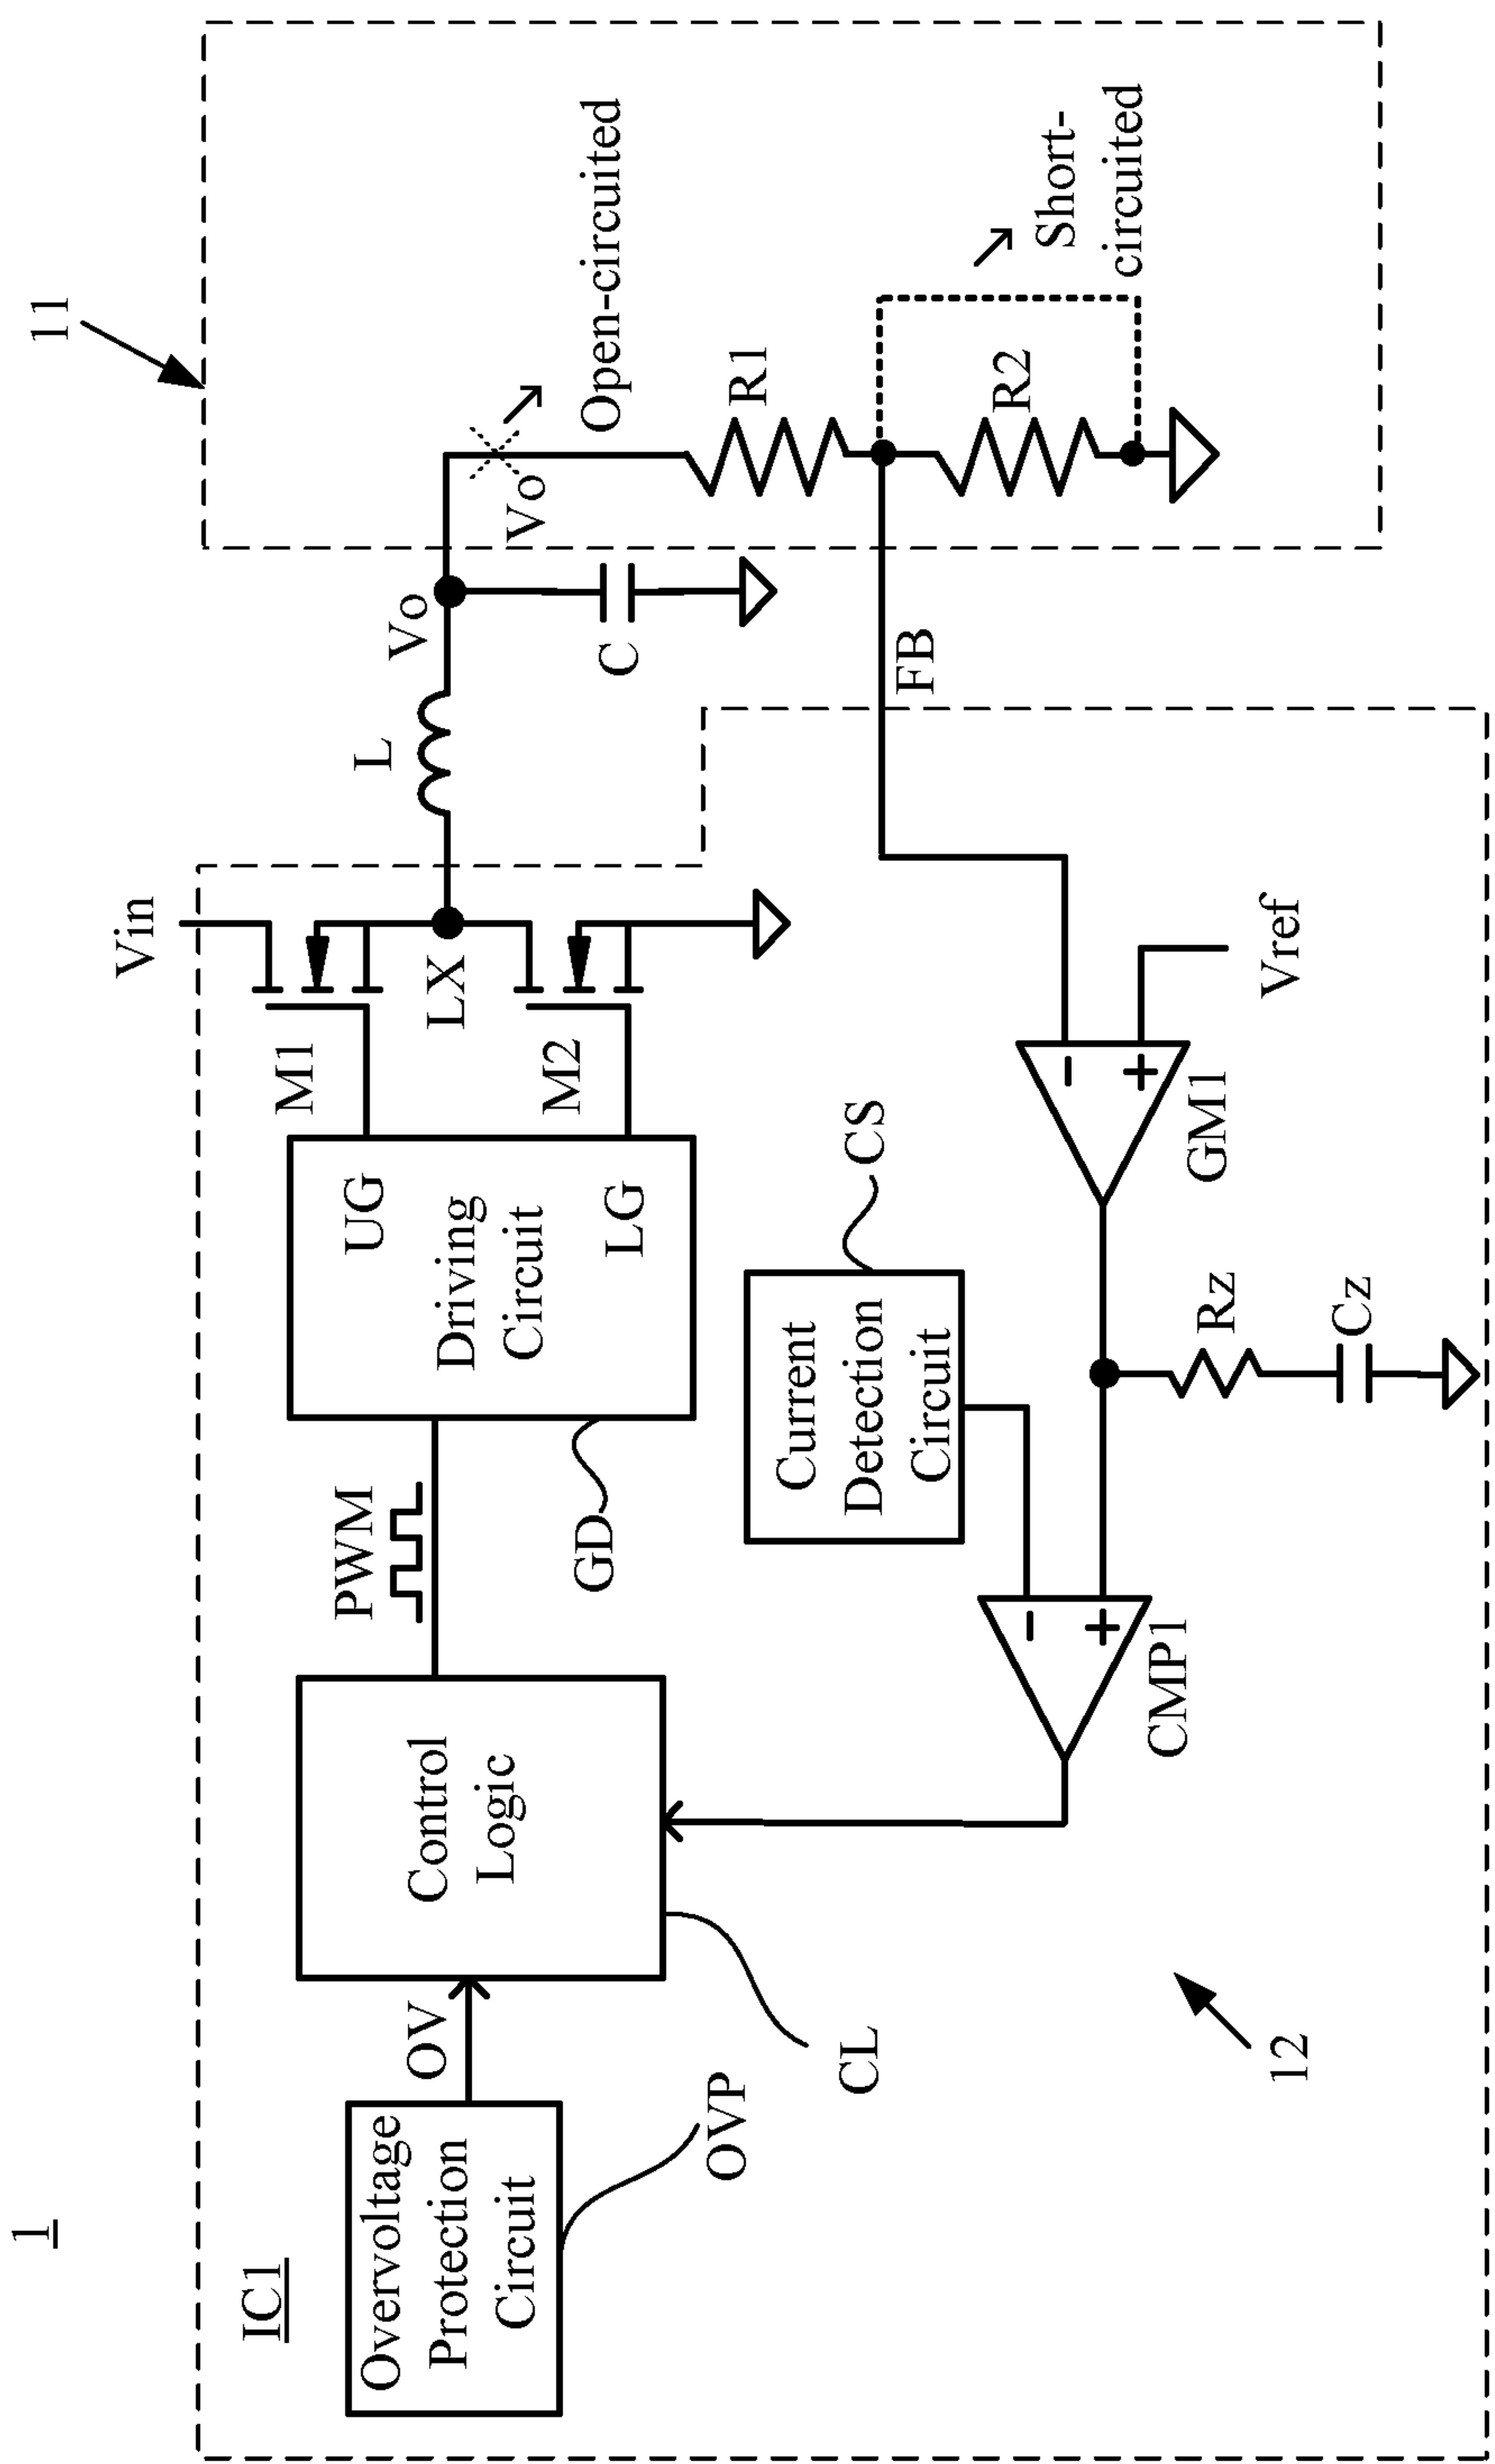 1
IC1
Overvoltage
Protection
Circuit
OVP
OV
Control
Logic
CL
PWM
Driving
Circuit
UG
LG
GD
M1
M2
Vin
LX
L
Vo
C
11
Vo
Open-circuited
R1
R2
Short-
circuited
FB
Current
Detection
Circuit
CS
CMP1
-
+
GM1
-
+
Vref
Rz
Cz
12